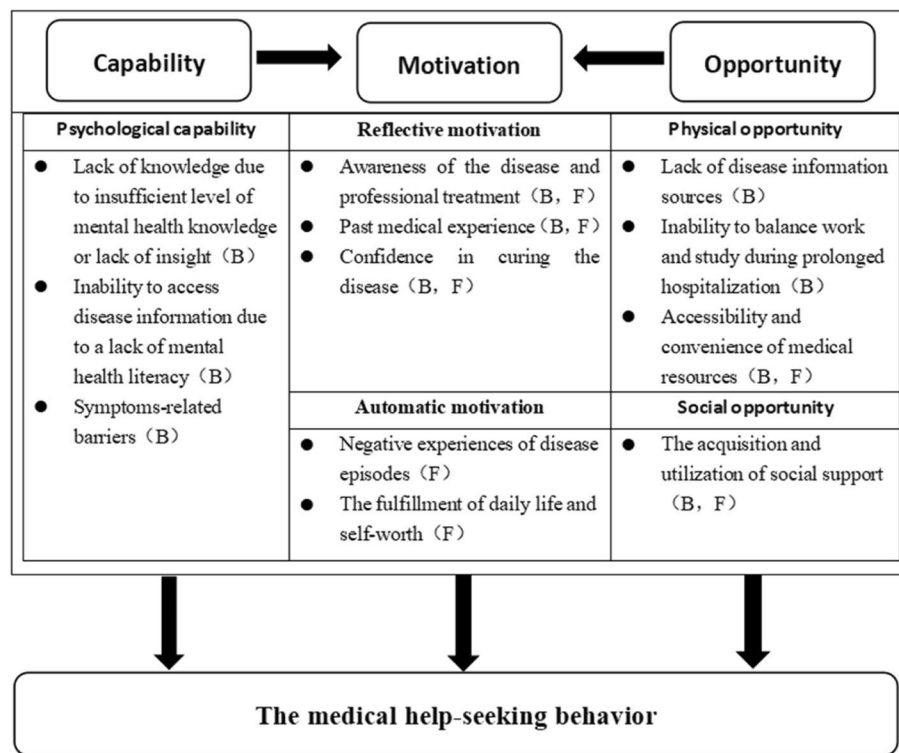 Capability
Motivation
Opportunity
Psychological capability
● Lack of knowledge due
to insufficient level of
mental health knowledge
or lack of insight（B）
● Inability to access
disease information due
to a lack of mental
health literacy（B）
● Symptoms-related
barriers（B）
Reflective motivation
● Awareness of the disease and
professional treatment（B，F）
● Past medical experience（B，F）
● Confidence in curing the
disease（B，F）
Automatic motivation
● Negative experiences of disease
episodes（F）
● The fulfillment of daily life and
self-worth（F）
Physical opportunity
● Lack of disease information
sources（B）
● Inability to balance work
and study during prolonged
hospitalization（B）
● Accessibility and
convenience of medical
resources（B，F）
Social opportunity
● The acquisition and
utilization of social support
（B，F）
The medical help-seeking behavior